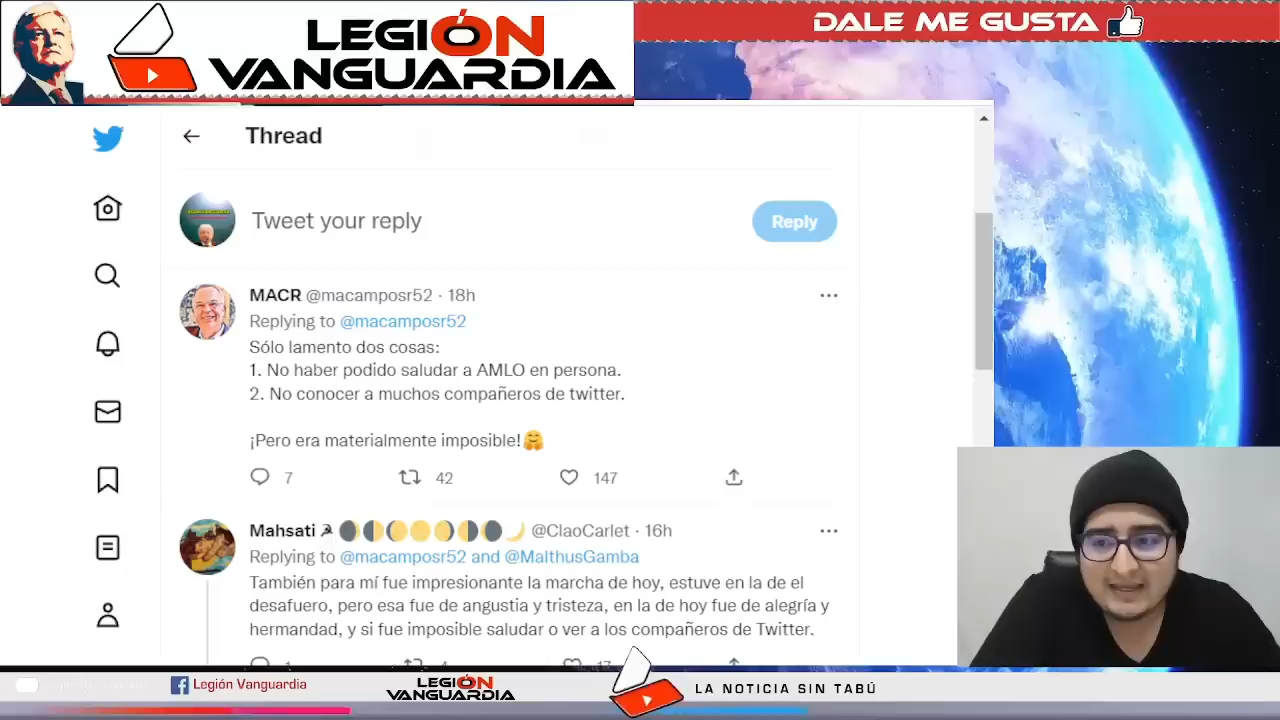 LEGIÓN
VANGUARDIA
DALE ME GUSTA
Thread
Tweet your reply
Reply
MACR @macamposr52 · 18h
Replying to @macamposr52
Sólo lamento dos cosas:
1. No haber podido saludar a AMLO en persona.
2. No conocer a muchos compañeros de twitter.
¡Pero era materialmente imposible!🤗
7 42 147
Mahsati ☭ 🌒🌓🌔🌕🌖🌗🌘🌙 @ClaoCarlet · 16h
Replying to @macamposr52 and @MalthusGamba
También para mí fue impresionante la marcha de hoy, estuve en la de el
desafuero, pero esa fue de angustia y tristeza, en la de hoy fue de alegría y
hermandad, y si fue imposible saludar o ver a los compañeros de Twitter.
Legión Vanguardia
LEGIÓN
VANGUARDIA
LA NOTICIA SIN TABÚ